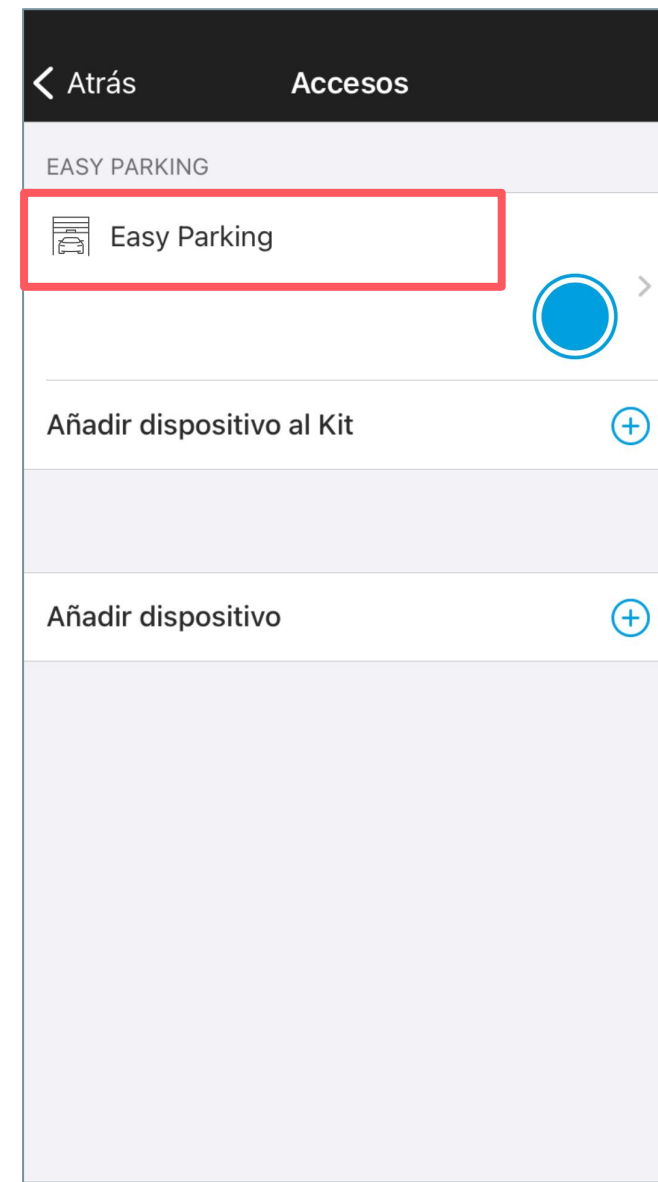 Atrás
Accesos
EASY PARKING
Easy Parking
Añadir dispositivo al Kit
Añadir dispositivo